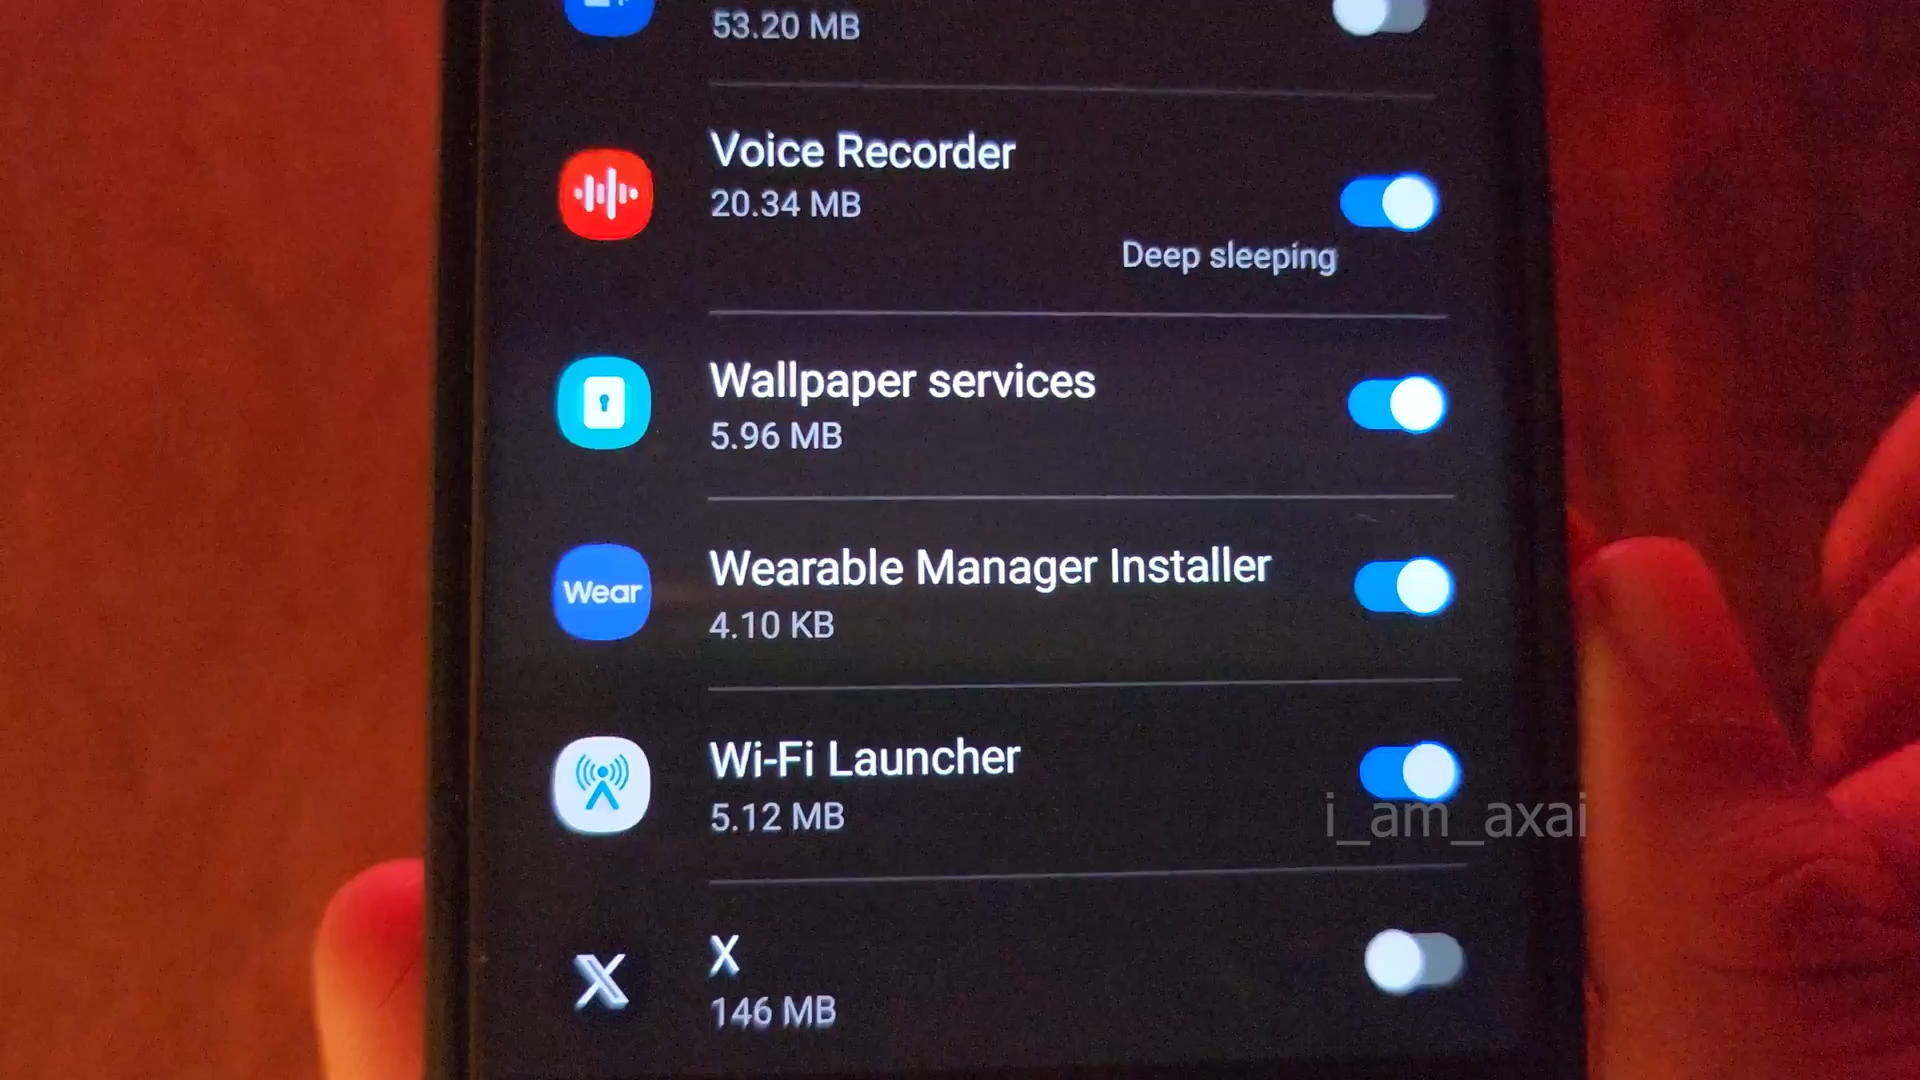 53.20 MB
Voice Recorder
20.34 MB
Deep sleeping
Wallpaper services
5.96 MB
Wear
Wearable Manager Installer
4.10 KB
Wi-Fi Launcher
5.12 MB
i_am_axai
X
146 MB